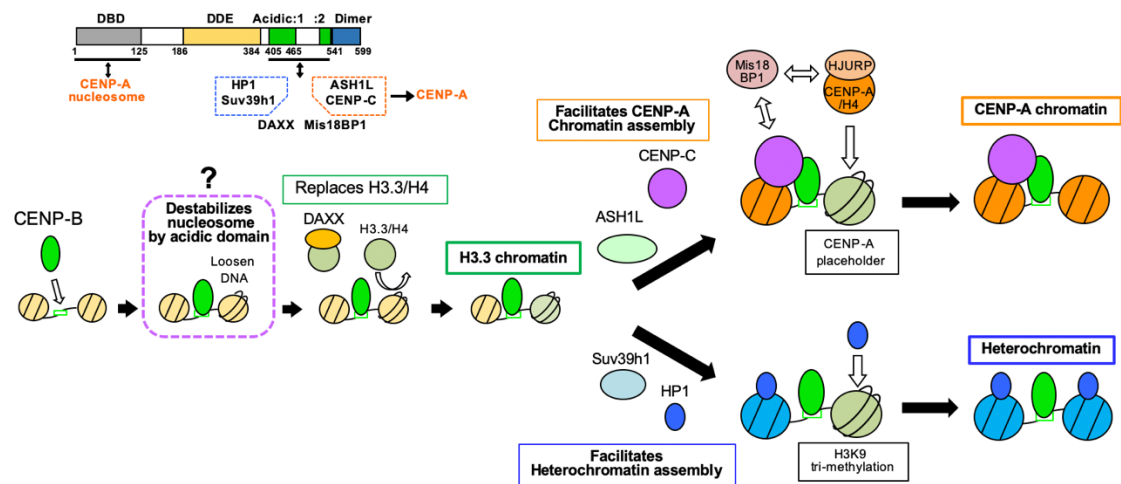 DBD DDE Acidic:1 :2 Dimer
1 125 186 384 405 465 541 599
CENP-A
nucleosome
HP1
Suv39h1
ASH1L
CENP-C
CENP-A
DAXX Mis18BP1
?
Destabilizes
nucleosome
by acidic domain
Loosen
DNA
CENP-B
Replaces H3.3/H4
DAXX
H3.3/H4
H3.3 chromatin
Facilitates CENP-A
Chromatin assembly
CENP-C
ASH1L
Mis18
BP1
HJURP
CENP-A
/H4
CENP-A
placeholder
CENP-A chromatin
Suv39h1
HP1
Facilitates
Heterochromatin assembly
H3K9
tri-methylation
Heterochromatin